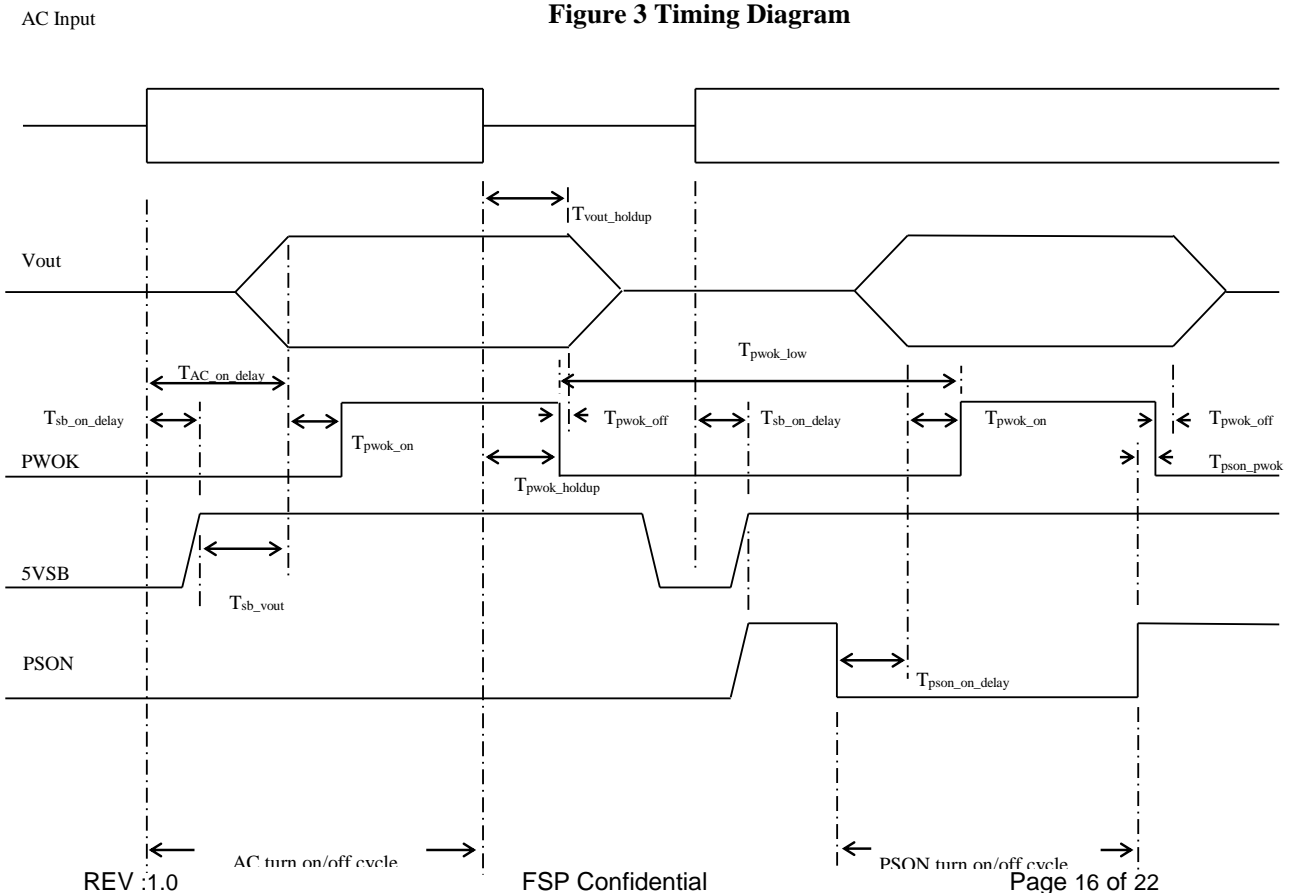 AC Input
Figure 3 Timing Diagram
Tvout_holdup
Vout
Tpwok_low
TAC_on_delay
Tsb_on_delay
Tpwok_on
Tpwok_off
Tsb_on_delay
Tpwok_on
Tpwok_off
PWOK
Tpwok_holdup
Tpson_pwok
5VSB
Tsb_vout
PSON
Tpson_on_delay
AC turn on/off cycle
PSON turn on/off cycle
REV :1.0
FSP Confidential
Page 16 of 22